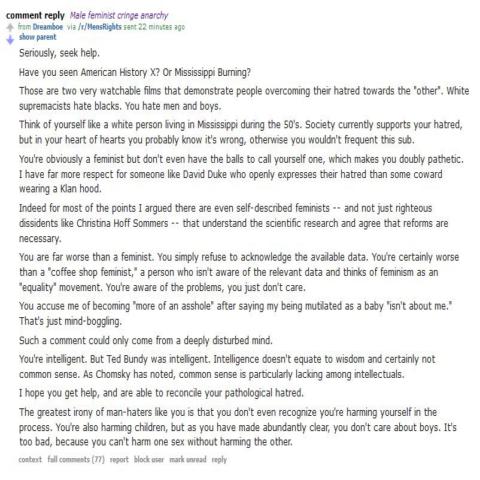 comment reply Male feminist cringe anarchy
from Dreamboe via /r/MensRights sent 22 minutes ago
show parent
Seriously, seek help.
Have you seen American History X? Or Mississippi Burning?
Those are two very watchable films that demonstrate people overcoming their hatred towards the "other". White
supremacists hate blacks. You hate men and boys.
Think of yourself like a white person living in Mississippi during the 50's. Society currently supports your hatred,
but in your heart of hearts you probably know it's wrong, otherwise you wouldn't frequent this sub.
You're obviously a feminist but don't even have the balls to call yourself one, which makes you doubly pathetic.
I have far more respect for someone like David Duke who openly expresses their hatred than some coward
wearing a Klan hood.
Indeed for most of the points I argued there are even self-described feminists -- and not just righteous
dissidents like Christina Hoff Sommers -- that understand the scientific research and agree that reforms are
necessary.
You are far worse than a feminist. You simply refuse to acknowledge the available data. You're certainly worse
than a "coffee shop feminist," a person who isn't aware of the relevant data and thinks of feminism as an
"equality" movement. You're aware of the problems, you just don't care.
You accuse me of becoming "more of an asshole" after saying my being mutilated as a baby "isn't about me."
That's just mind-boggling.
Such a comment could only come from a deeply disturbed mind.
You're intelligent. But Ted Bundy was intelligent. Intelligence doesn't equate to wisdom and certainly not
common sense. As Chomsky has noted, common sense is particularly lacking among intellectuals.
I hope you get help, and are able to reconcile your pathological hatred.
The greatest irony of man-haters like you is that you don't even recognize you're harming yourself in the
process. You're also harming children, but as you have made abundantly clear, you don't care about boys. It's
too bad, because you can't harm one sex without harming the other.
context full comments (77) report block user mark unread reply